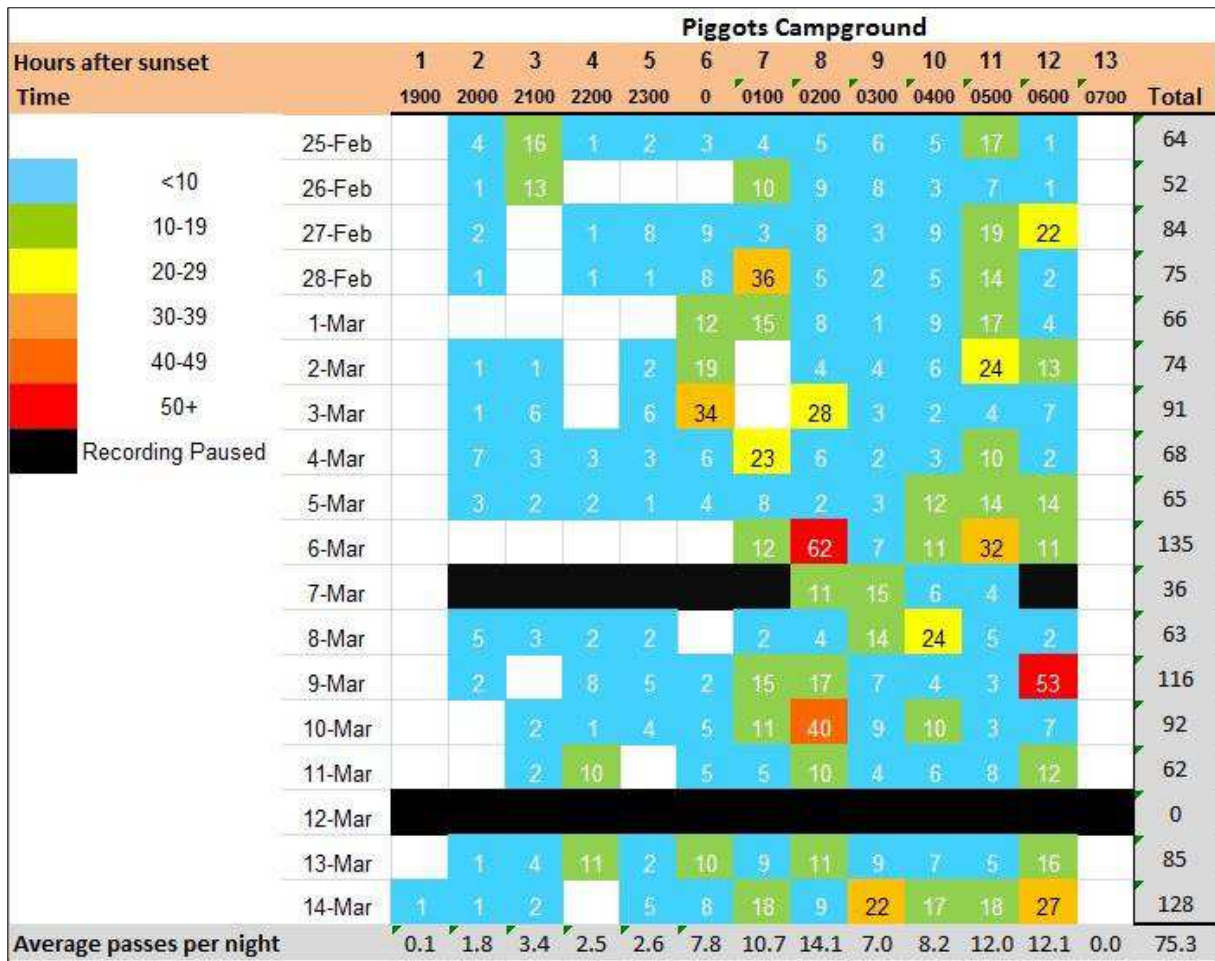 Piggots Campground
Hours after sunset 1 2 3 4 5 6 7 8 9 10 11 12 13
Time 1900 2000 2100 2200 2300 0 0100 0200 0300 0400 0500 0600 0700 Total
25-Feb 4 16 1 2 3 4 5 6 5 17 1 64
<10 26-Feb 1 13 10 9 8 3 7 1 52
10-19 27-Feb 2 1 8 9 3 8 3 9 19 22 84
20-29 28-Feb 1 1 1 8 36 5 2 5 14 2 75
30-39 1-Mar 12 15 8 1 9 17 4 66
40-49 2-Mar 1 1 2 19 4 4 6 24 13 74
50+ 3-Mar 1 6 6 34 28 3 2 4 7 91
Recording Paused 4-Mar 7 3 3 3 6 23 6 2 3 10 2 68
5-Mar 3 2 2 1 4 8 2 3 12 14 14 65
6-Mar 12 62 7 11 32 11 135
7-Mar 11 15 6 4 36
8-Mar 5 3 2 2 2 4 14 24 5 2 63
9-Mar 2 8 5 2 15 17 7 4 3 53 116
10-Mar 2 1 4 5 11 40 9 10 3 7 92
11-Mar 2 10 5 5 10 4 6 8 12 62
12-Mar 0
13-Mar 1 4 11 2 10 9 11 9 7 5 16 85
14-Mar 1 1 2 5 8 18 9 22 17 18 27 128
Average passes per night 0.1 1.8 3.4 2.5 2.6 7.8 10.7 14.1 7.0 8.2 12.0 12.1 0.0 75.3